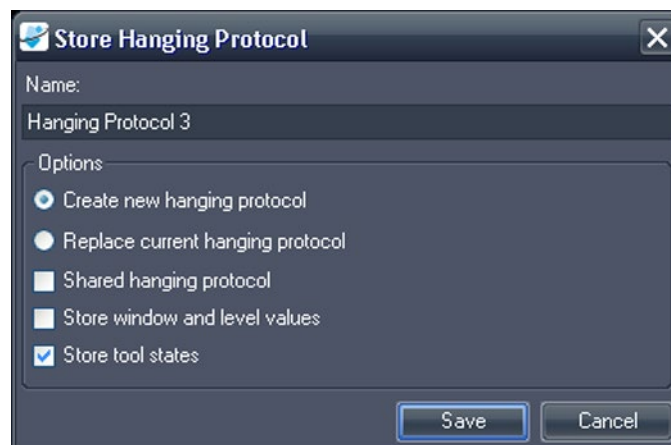 Store Hanging Protocol
Name:
Hanging Protocol 3
Options
Create new hanging protocol
Replace current hanging protocol
Shared hanging protocol
Store window and level values
Store tool states
Save Cancel